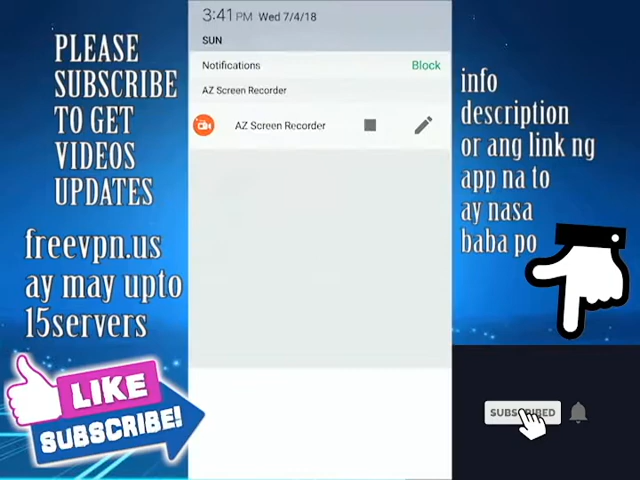 PLEASE
SUBSCRIBE
TO GET
VIDEOS
UPDATES
freevpn.us
ay may upto
15servers
LIKE
SUBSCRIBE!
3:41 PM Wed 7/4/18
SUN
Notifications
Block
AZ Screen Recorder
AZ Screen Recorder
info
description
or ang link ng
app na to
ay nasa
baba po
SUBSCRIBED